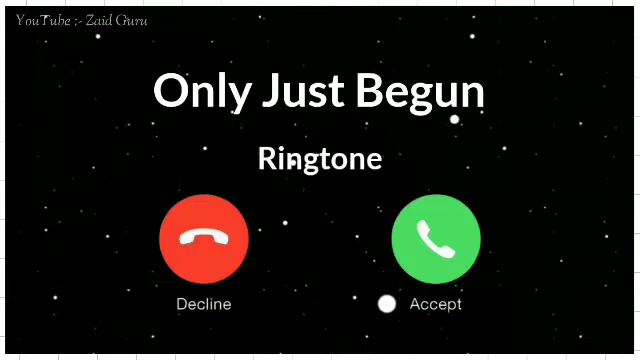 YouTube :- Zaid Guru
Only Just Begun
Ringtone
Decline
Accept